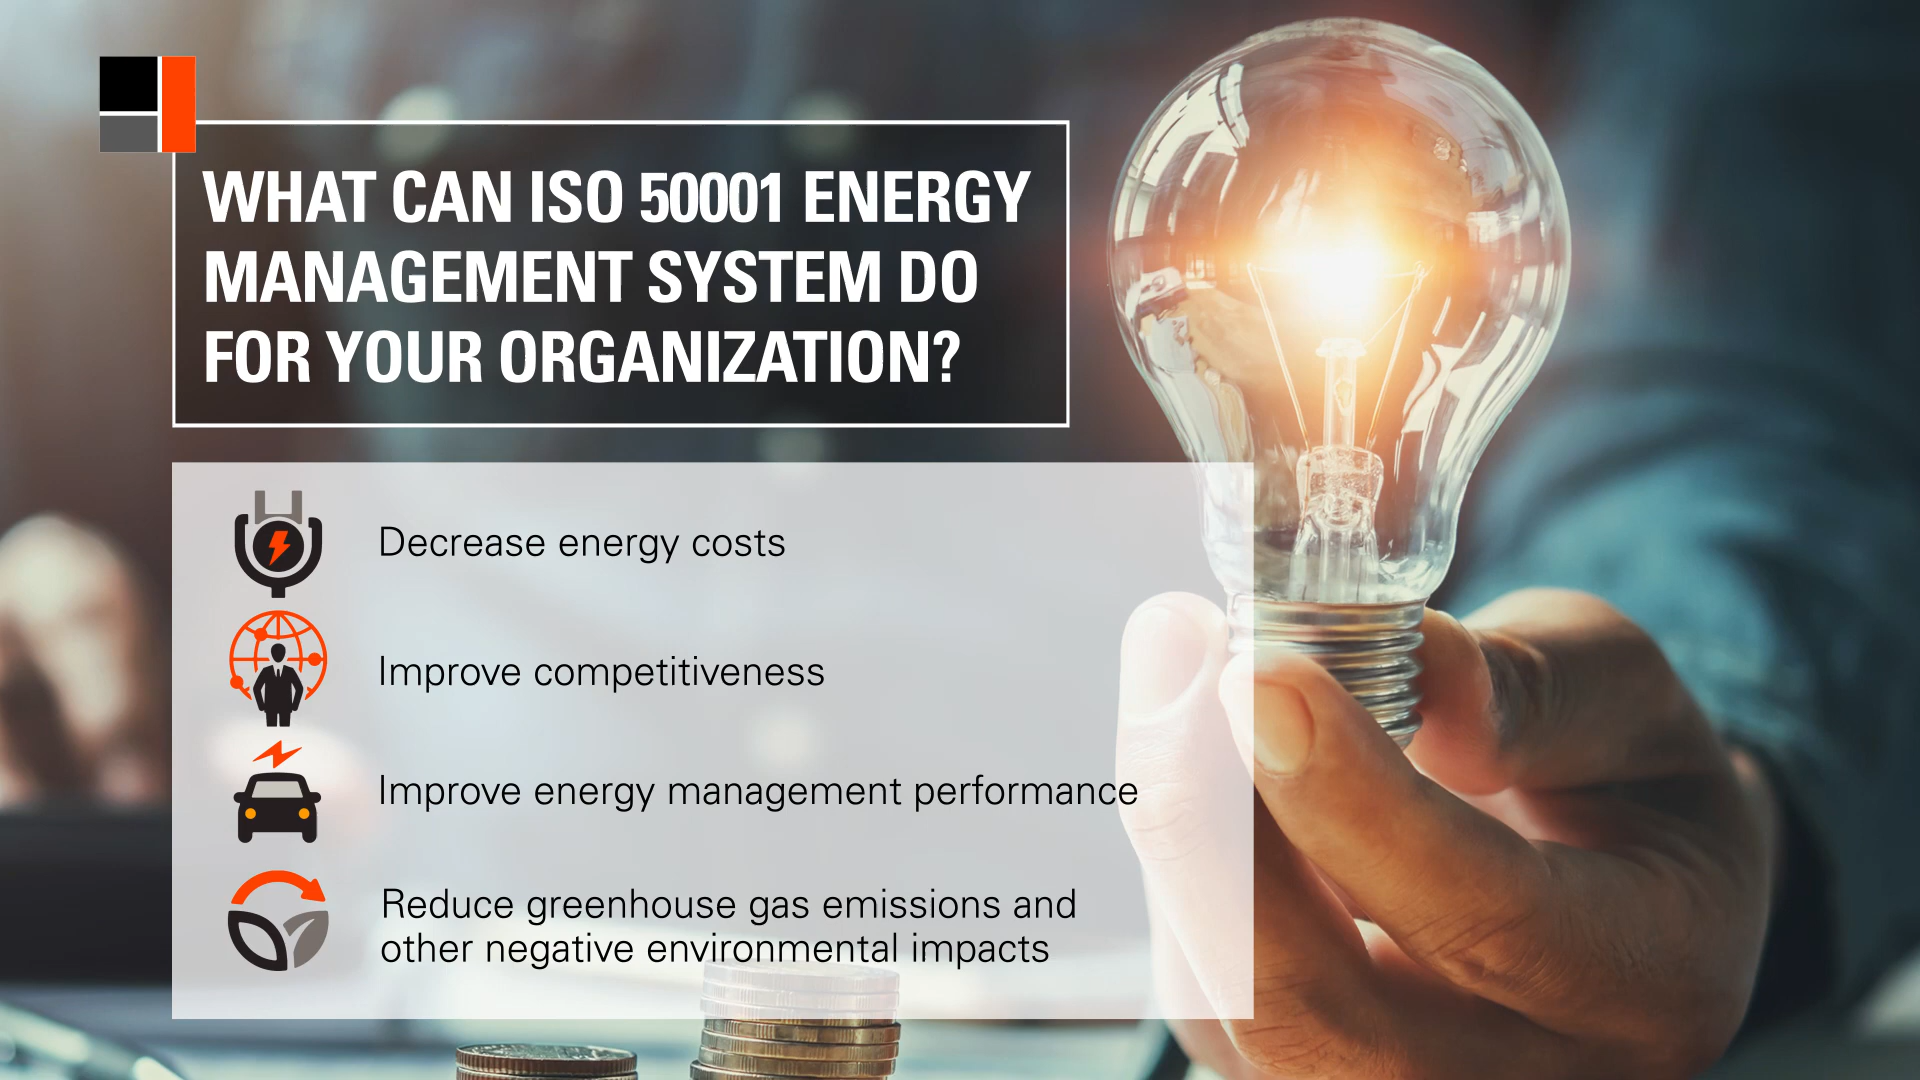 WHAT CAN ISO 50001 ENERGY
MANAGEMENT SYSTEM DO
FOR YOUR ORGANIZATION?
Decrease energy costs
Improve competitiveness
Improve energy management performance
Reduce greenhouse gas emissions and
other negative environmental impacts